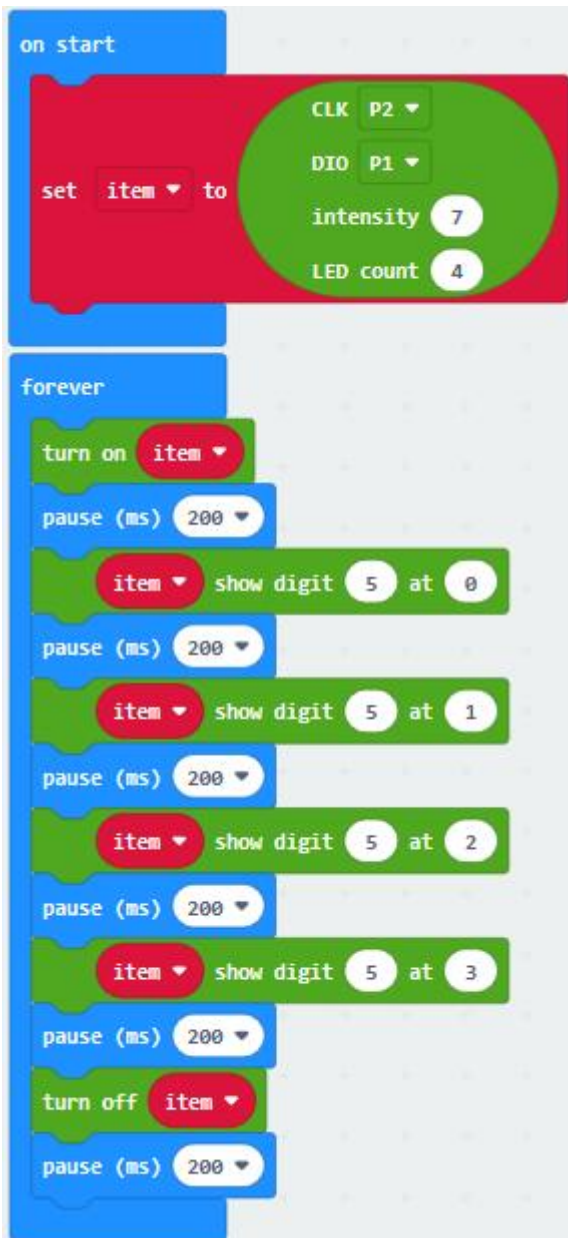 on start
CLK P2
DIO P1
set item to
intensity 7
LED count 4
forever
turn on item
pause (ms) 200
item show digit 5 at 0
pause (ms) 200
item show digit 5 at 1
pause (ms) 200
item show digit 5 at 2
pause (ms) 200
item show digit 5 at 3
pause (ms) 200
turn off item
pause (ms) 200